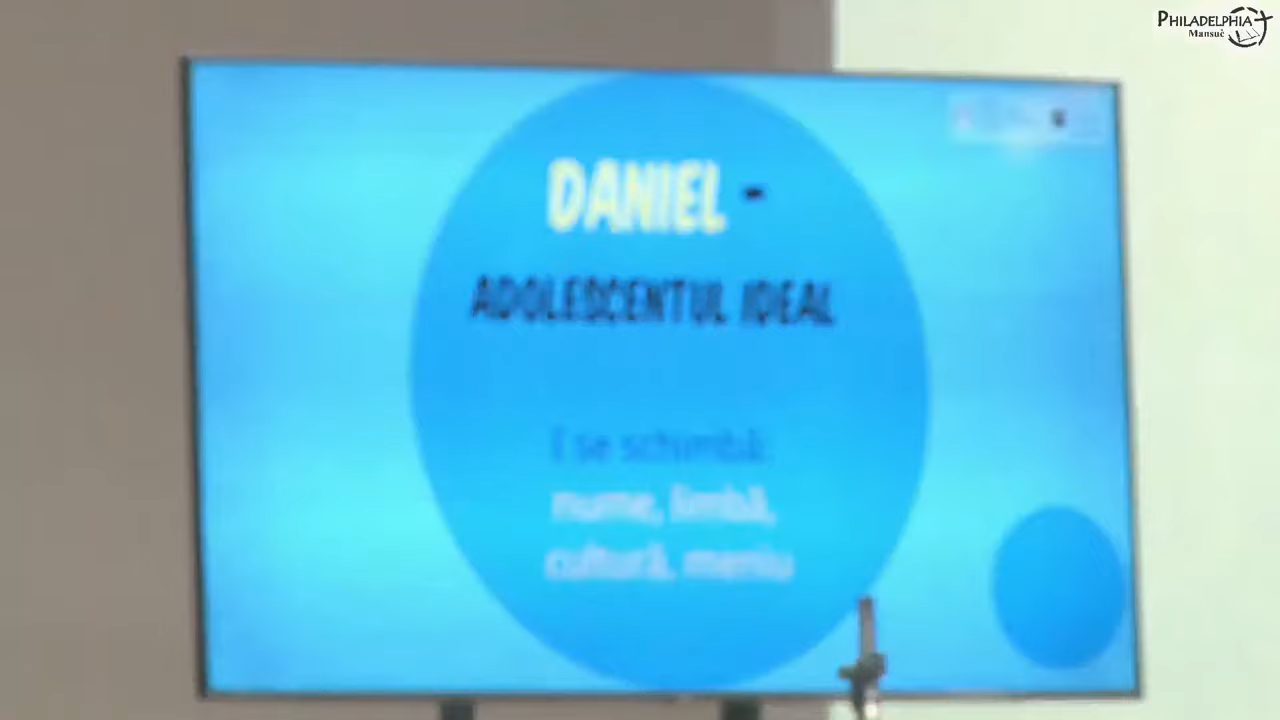 PHILADELPHIA
Mansuè
DANIEL -
ADOLESCENTUL IDEAL
I se schimbă:
nume, limbă,
cultură, meniu